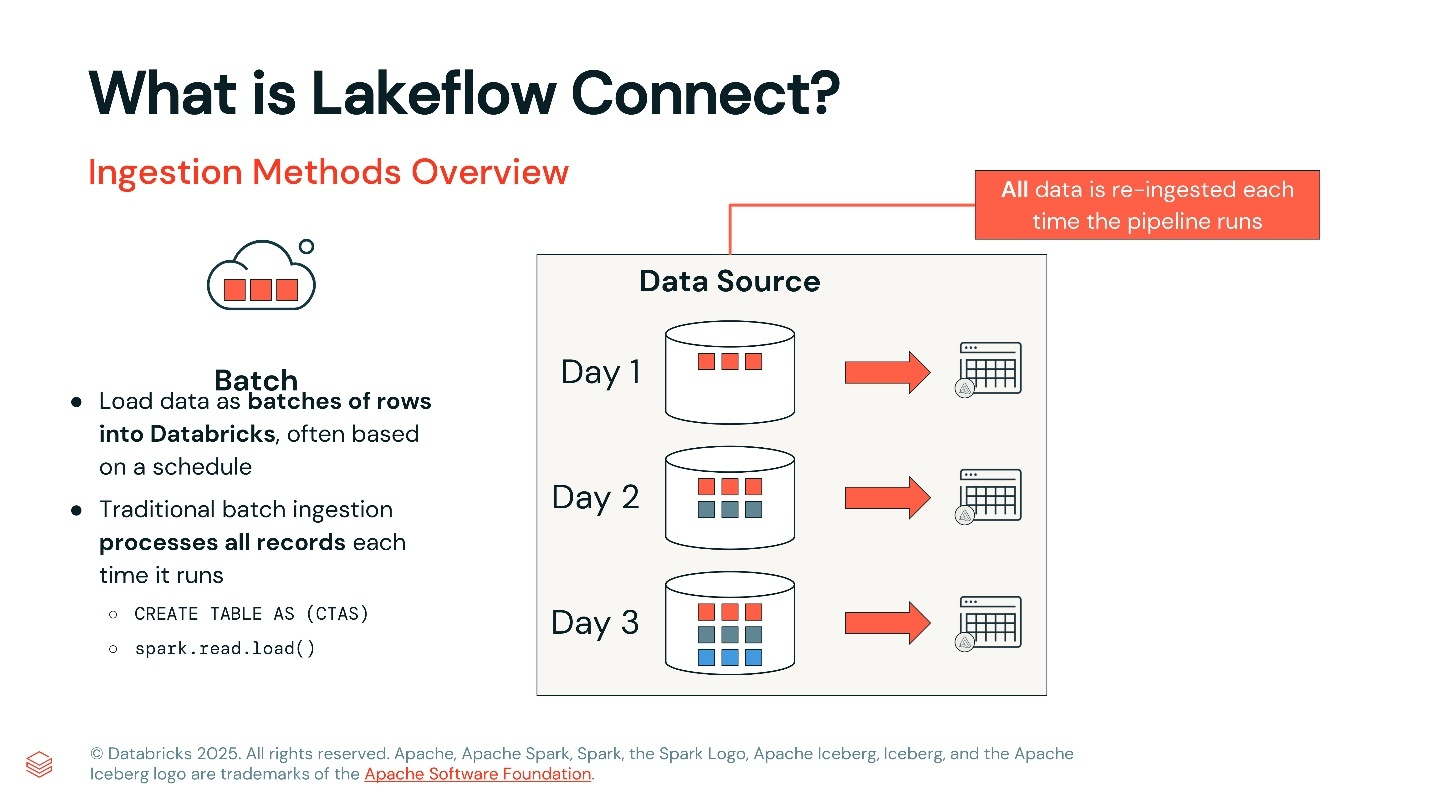 What is Lakeflow Connect?
Ingestion Methods Overview
All data is re-ingested each
time the pipeline runs
Batch
● Load data as batches of rows
into Databricks, often based
on a schedule
● Traditional batch ingestion
processes all records each
time it runs
○ CREATE TABLE AS (CTAS)
○ spark.read.load()
Data Source
Day 1
Day 2
Day 3
© Databricks 2025. All rights reserved. Apache, Apache Spark, Spark, the Spark Logo, Apache Iceberg, Iceberg, and the Apache
Iceberg logo are trademarks of the Apache Software Foundation.